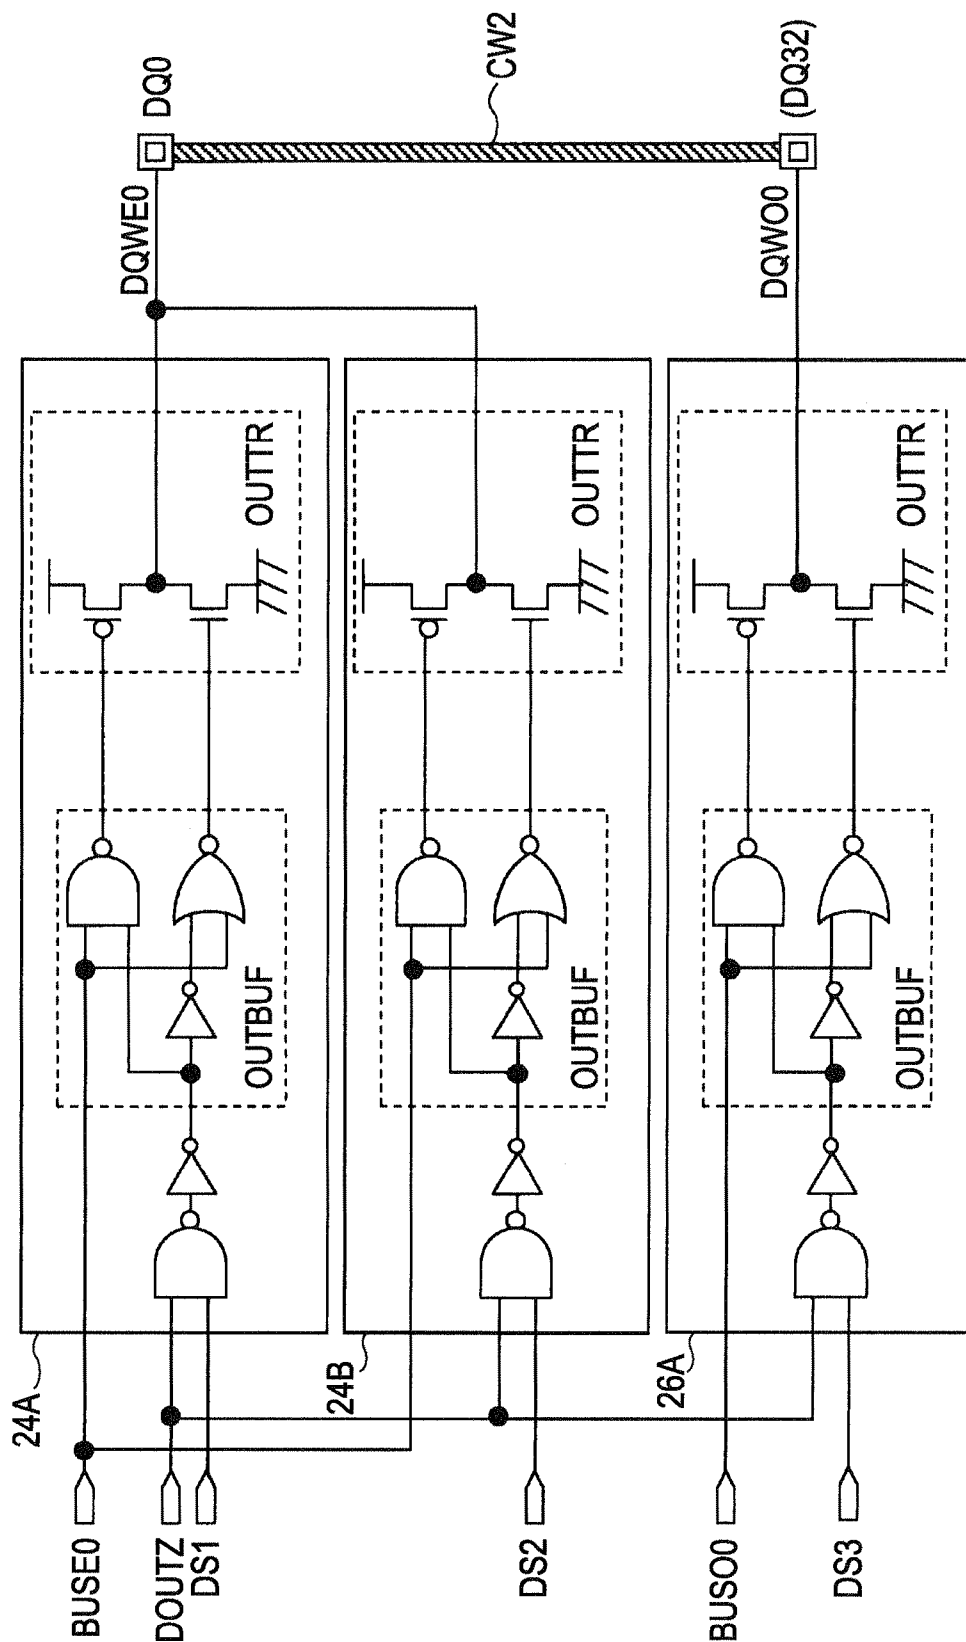 BUSE0
DOUTZ
DS1
24A
OUTBUF
OUTTR
DQWE0
DQ0
DS2
24B
OUTBUF
OUTTR
CW2
BUSO0
DS3
26A
OUTBUF
OUTTR
DQWO0
(DQ32)